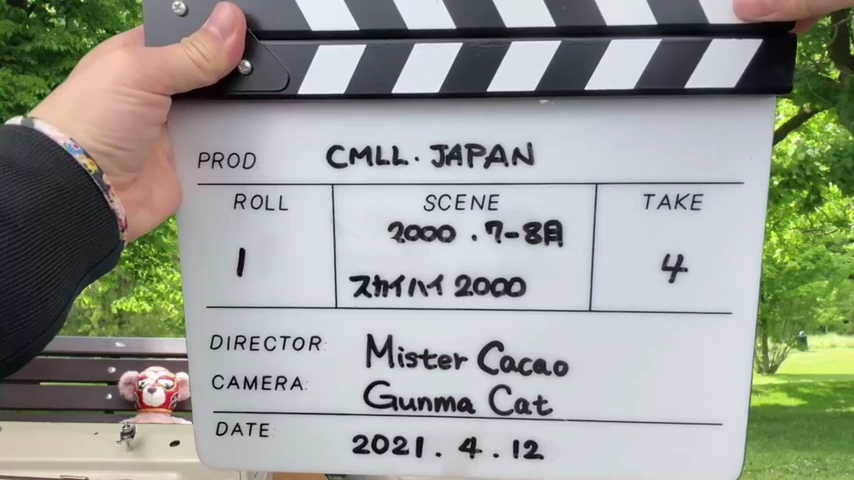 PROD CMLL. JAPAN
ROLL SCENE TAKE
1 2000 . 7-8月 4
スカイハイ 2000
DIRECTOR: Mister Cacao
CAMERA: Gunma Cat
DATE: 2021. 4. 12